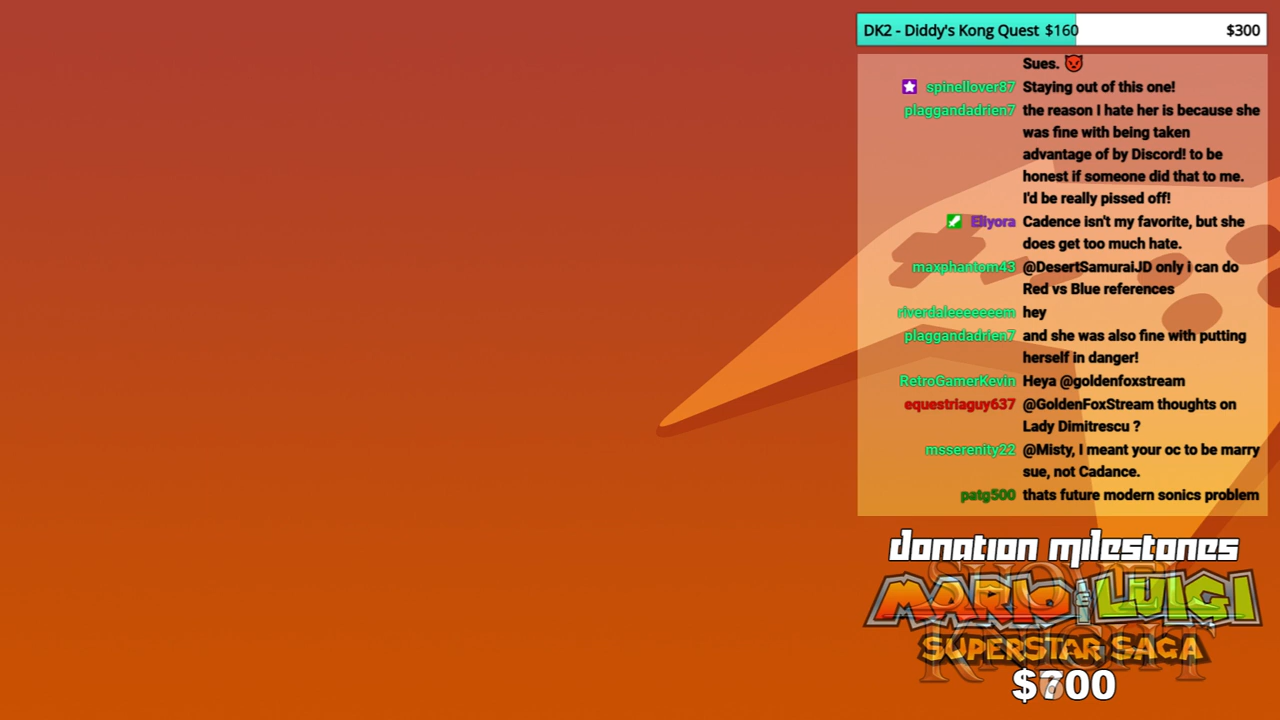 DK2 - Diddy's Kong Quest $160 $300
Sues. 😈
spinellover87 Staying out of this one!
plaggandadrien7 the reason I hate her is because she
was fine with being taken
advantage of by Discord! to be
honest if someone did that to me.
I'd be really pissed off!
Eliyora Cadence isn't my favorite, but she
does get too much hate.
maxphantom43 @DesertSamuraiJD only i can do
Red vs Blue references
riverdaleeeeeeem hey
plaggandadrien7 and she was also fine with putting
herself in danger!
RetroGamerKevin Heya @goldenfoxstream
equestriaguy637 @GoldenFoxStream thoughts on
Lady Dimitrescu ?
msserenity22 @Misty, I meant your oc to be marry
sue, not Cadance.
patg500 thats future modern sonics problem
donation milestones
SHOVEL
MARIO & LUIGI
KNIGHT
SUPERSTAR SAGA
$700